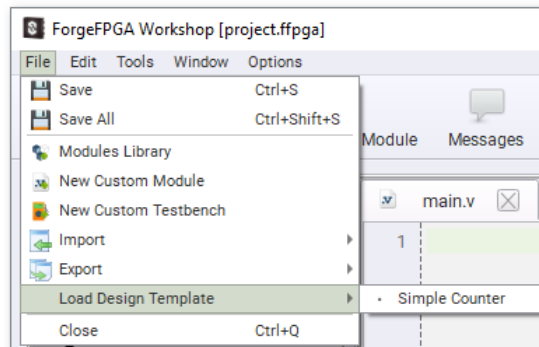 ForgeFPGA Workshop [project.ffpga]
File Edit Tools Window Options
Save Ctrl+S
Save All Ctrl+Shift+S
Module Messages
Modules Library
New Custom Module
New Custom Testbench
main.v
Import
1
Export
Load Design Template
Simple Counter
Close Ctrl+Q